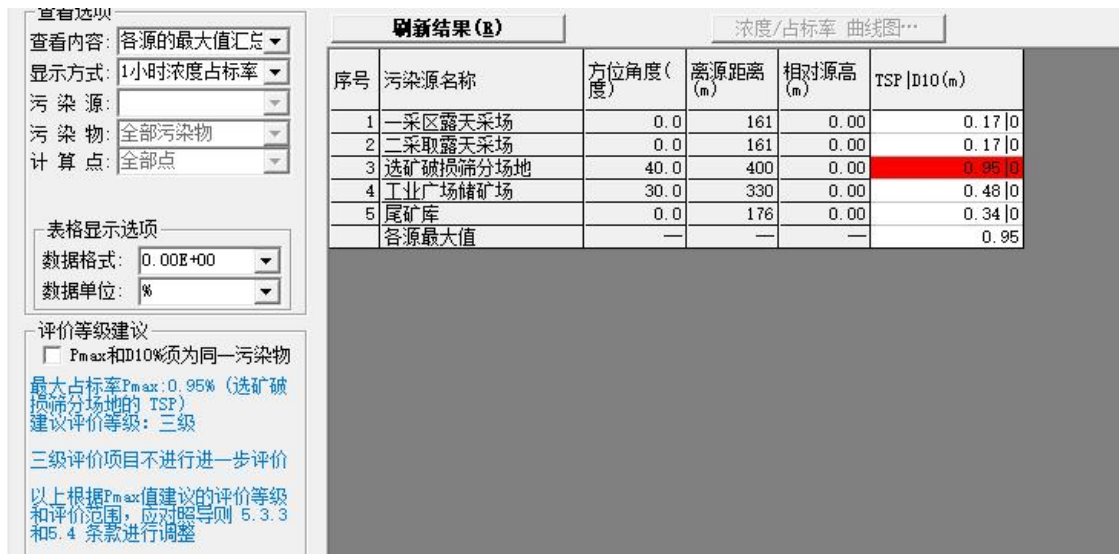 查看选项
查看内容: 各源的最大值汇总
显示方式: 1小时浓度占标率
污 染 源:
污 染 物: 全部污染物
计 算 点: 全部点
表格显示选项
数据格式: 0.00E+00
数据单位: %
评价等级建议
Pmax和D10%须为同一污染物
最大占标率Pmax:0.95% (选矿破
损筛分场地的 TSP)
建议评价等级: 三级
三级评价项目不进行进一步评价
以上根据Pmax值建议的评价等级
和评价范围，应对照导则 5.3.3
和5.4 条款进行调整
刷新结果(R)
浓度/占标率 曲线图…
序号 污染源名称 方位角度(度) 离源距离(m) 相对源高(m) TSP|D10(m)
1 一采区露天采场 0.0 161 0.00 0.17|0
2 二采取露天采场 0.0 161 0.00 0.17|0
3 选矿破损筛分场地 40.0 400 0.00 0.95|0
4 工业广场储矿场 30.0 330 0.00 0.48|0
5 尾矿库 0.0 176 0.00 0.34|0
各源最大值 — — — 0.95